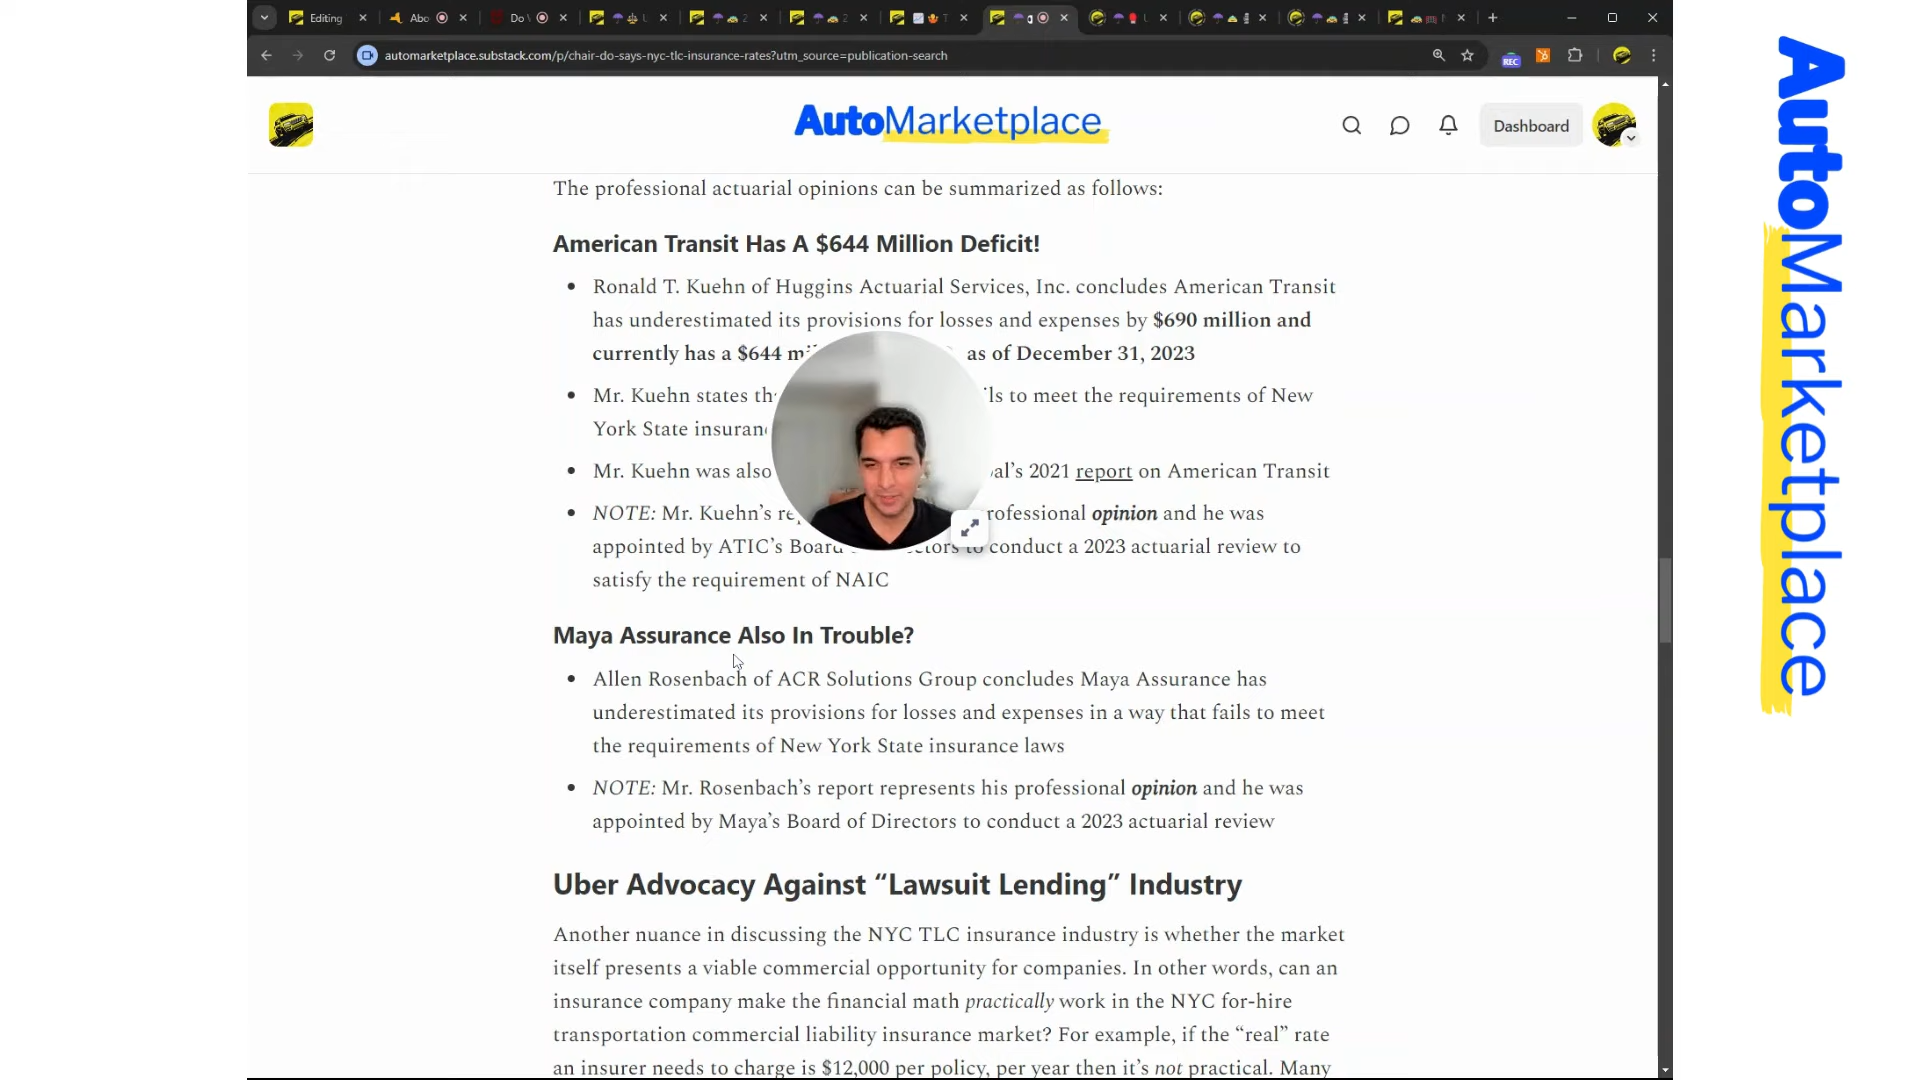 Editing
Abo
Do \
2
2
T
g
automarketplace.substack.com/p/chair-do-says-nyc-tlc-insurance-rates?utm_source=publication-search
REC
AutoMarketplace
Dashboard
The professional actuarial opinions can be summarized as follows:
American Transit Has A $644 Million Deficit!
• Ronald T. Kuehn of Huggins Actuarial Services, Inc. concludes American Transit
has underestimated its provisions for losses and expenses by $690 million and
currently has a $644 as of December 31, 2023
• Mr. Kuehn states to meet the requirements of New
York State
• Mr. Kuehn was also 2021 report on American Transit
• NOTE: Mr. Kuehn's opinion and he was
appointed by ATIC's Board conduct a 2023 actuarial review to
satisfy the requirement of NAIC
Maya Assurance Also In Trouble?
• Allen Rosenbach of ACR Solutions Group concludes Maya Assurance has
underestimated its provisions for losses and expenses in a way that fails to meet
the requirements of New York State insurance laws
• NOTE: Mr. Rosenbach's report represents his professional opinion and he was
appointed by Maya's Board of Directors to conduct a 2023 actuarial review
Uber Advocacy Against “Lawsuit Lending” Industry
Another nuance in discussing the NYC TLC insurance industry is whether the market
itself presents a viable commercial opportunity for companies. In other words, can an
insurance company make the financial math practically work in the NYC for-hire
transportation commercial liability insurance market? For example, if the “real” rate
an insurer needs to charge is $12,000 per policy, per year then it's not practical. Many
AutoMarketplace